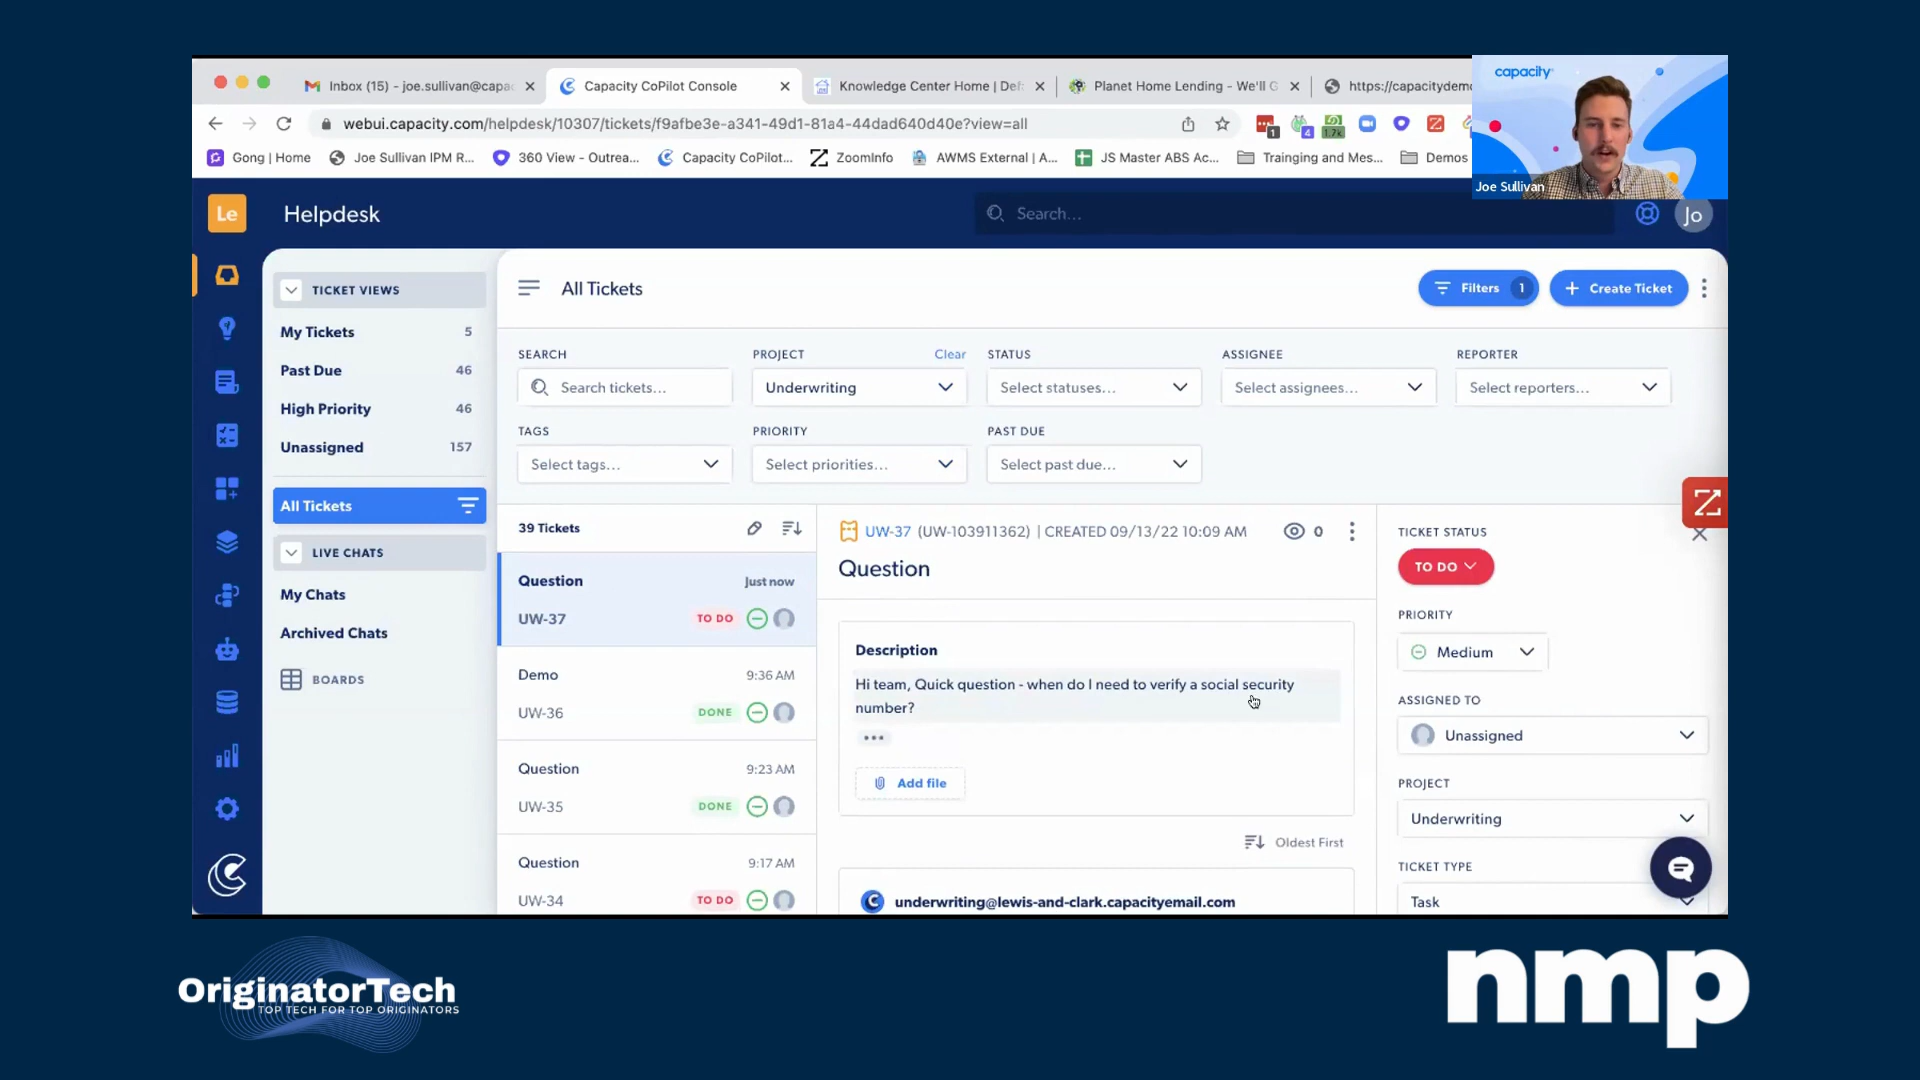 Inbox (15) - joe.sullivan@capac
Capacity CoPilot Console
Knowledge Center Home | Def
Planet Home Lending - We'll G
https://capacitydemo
webui.capacity.com/helpdesk/10307/tickets/f9afbe3e-a341-49d1-81a4-44dad640d40e?view=all
1
4
1.7k
Gong | Home
Joe Sullivan IPM R...
360 View - Outrea...
Capacity CoPilot...
ZoomInfo
AWMS External | A...
JS Master ABS Ac...
Trainging and Mes...
Demos
capacity
Joe Sullivan
Le
Helpdesk
Search...
Jo
TICKET VIEWS
My Tickets 5
Past Due 46
High Priority 46
Unassigned 157
All Tickets
LIVE CHATS
My Chats
Archived Chats
BOARDS
All Tickets
Filters 1
+ Create Ticket
SEARCH
Search tickets...
PROJECT Clear
Underwriting
STATUS
Select statuses...
ASSIGNEE
Select assignees...
REPORTER
Select reporters...
TAGS
Select tags...
PRIORITY
Select priorities...
PAST DUE
Select past due...
39 Tickets
Question Just now
UW-37 TO DO
Demo 9:36 AM
UW-36 DONE
Question 9:23 AM
UW-35 DONE
Question 9:17 AM
UW-34 TO DO
UW-37 (UW-103911362) | CREATED 09/13/22 10:09 AM
0
Question
Description
Hi team, Quick question - when do I need to verify a social security
number?
Add file
Oldest First
underwriting@lewis-and-clark.capacityemail.com
TICKET STATUS
TO DO
PRIORITY
Medium
ASSIGNED TO
Unassigned
PROJECT
Underwriting
TICKET TYPE
Task
OriginatorTech
TOP TECH FOR TOP ORIGINATORS
nmp